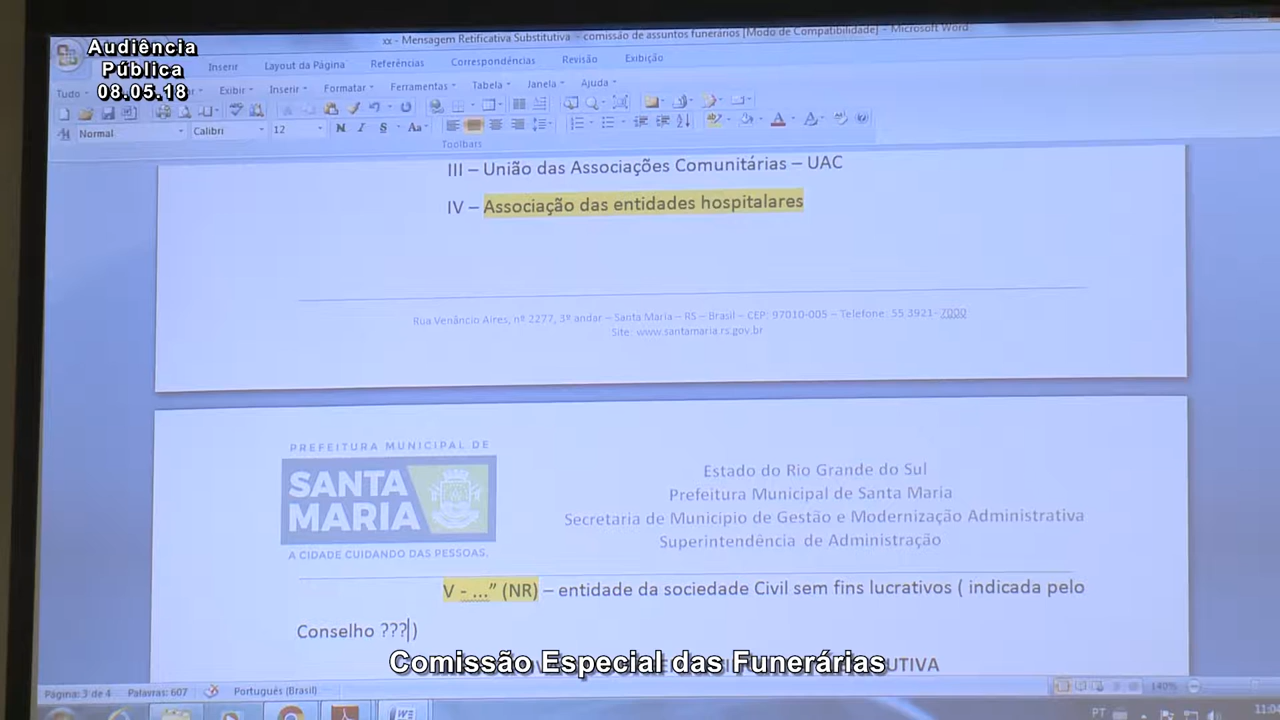 Audiência
Pública
08.05.18
xx - Mensagem Retificativa Substitutiva - comissão de assuntos funerários [Modo de Compatibilidade] - Microsoft Word
Inserir Layout da Página Referências Correspondências Revisão Exibição
Tudo Exibir Inserir Formatar Ferramentas Tabela Janela Ajuda
Normal Calibri 12 N I S Aa
Toolbars
III – União das Associações Comunitárias – UAC
IV – Associação das entidades hospitalares
Rua Venâncio Aires, nº 2277, 3º andar – Santa Maria – RS – Brasil – CEP: 97010-005 – Telefone: 55 3921- 7000
Site: www.santamaria.rs.gov.br
PREFEITURA MUNICIPAL DE
SANTA
MARIA
A CIDADE CUIDANDO DAS PESSOAS.
Estado do Rio Grande do Sul
Prefeitura Municipal de Santa Maria
Secretaria de Municipio de Gestão e Modernização Administrativa
Superintendência de Administração
V - ...” (NR) – entidade da sociedade Civil sem fins lucrativos ( indicada pelo
Conselho ???)
Comissão Especial das Funerárias
UTIVA
Página: 3 de 4 Palavras: 607 Português (Brasil) 140%
PT 11:04